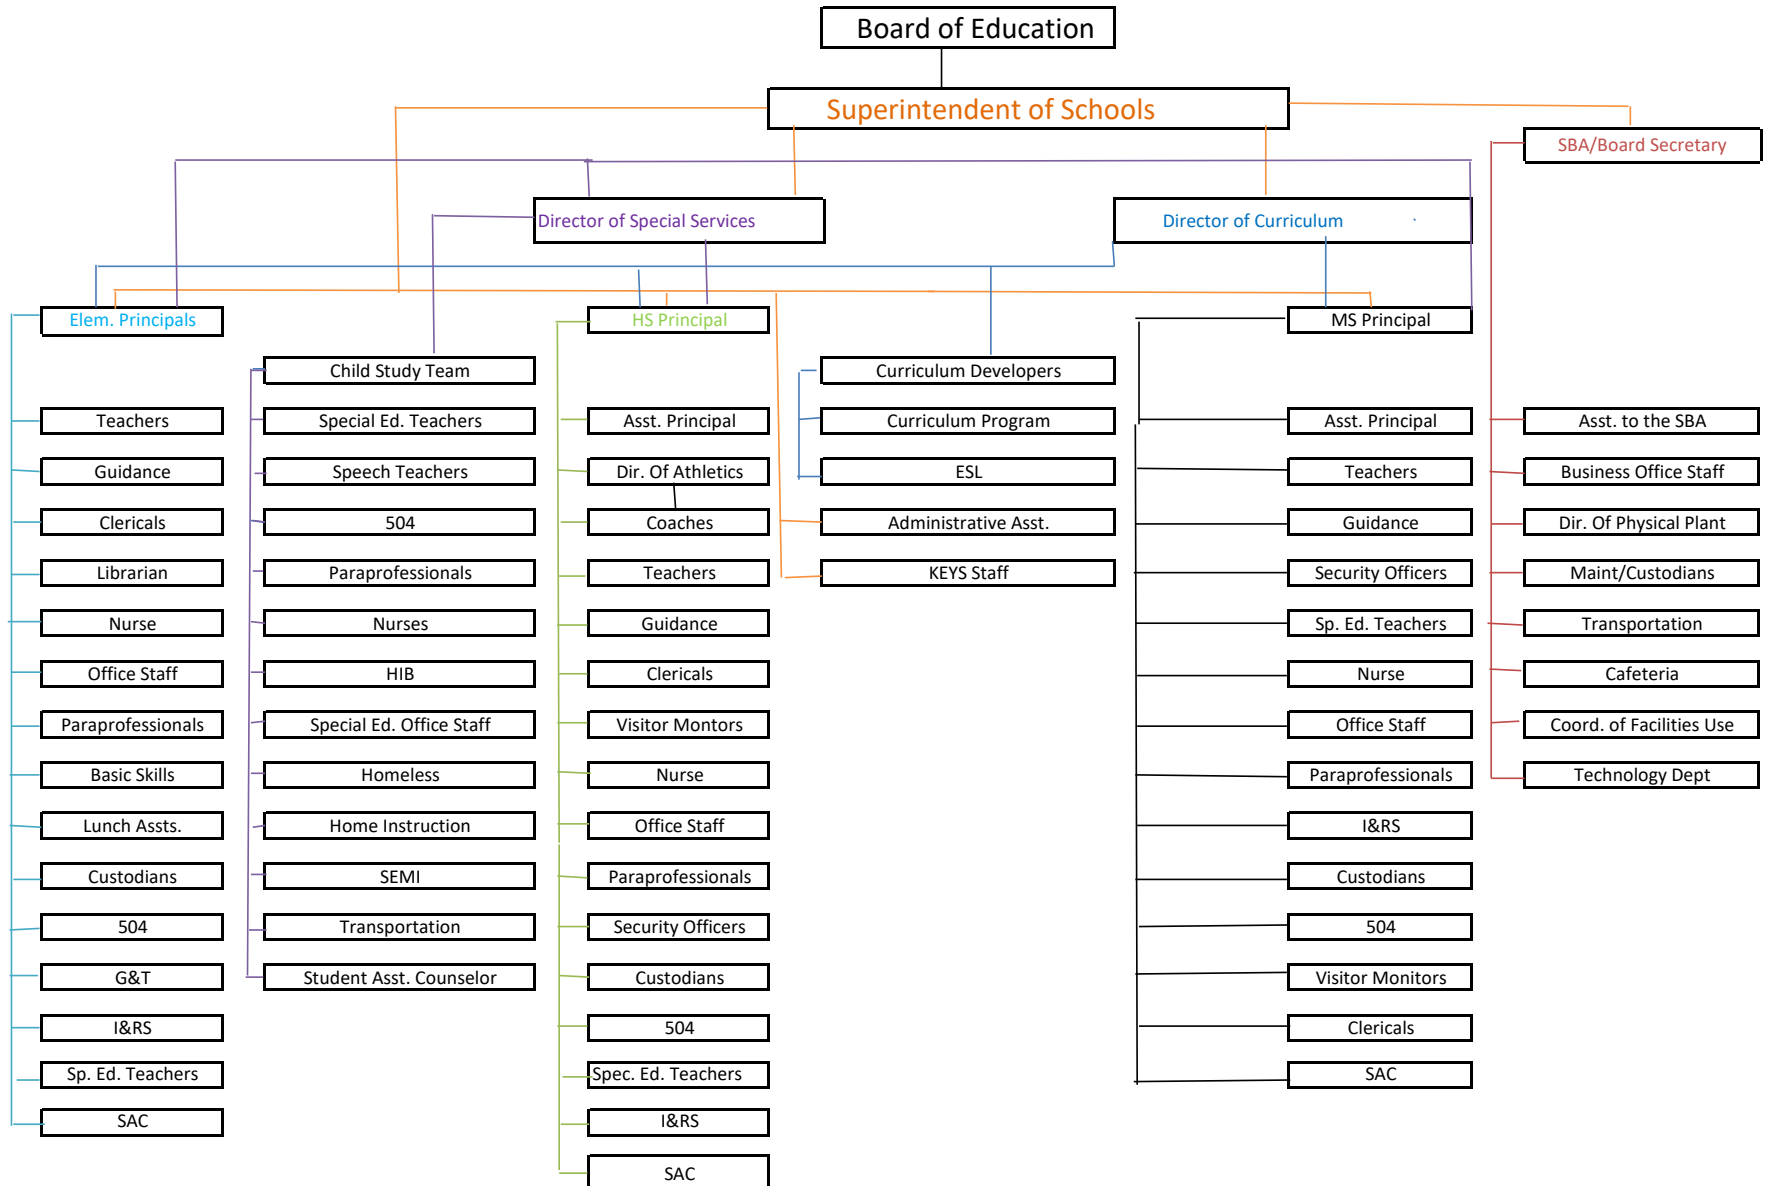 Board of Education
Superintendent of Schools
SBA/Board Secretary
Director of Special Services
Director of Curriculum
Elem. Principals
HS Principal
MS Principal
Child Study Team
Curriculum Developers
Teachers
Special Ed. Teachers
Asst. Principal
Curriculum Program
Asst. Principal
Asst. to the SBA
Guidance
Speech Teachers
Dir. Of Athletics
ESL
Teachers
Business Office Staff
Clericals
504
Coaches
Administrative Asst.
Guidance
Dir. Of Physical Plant
Librarian
Paraprofessionals
Teachers
KEYS Staff
Security Officers
Maint/Custodians
Nurse
Nurses
Guidance
Sp. Ed. Teachers
Transportation
Office Staff
HIB
Clericals
Nurse
Cafeteria
Paraprofessionals
Special Ed. Office Staff
Visitor Montors
Office Staff
Coord. of Facilities Use
Basic Skills
Homeless
Nurse
Paraprofessionals
Technology Dept
Lunch Assts.
Home Instruction
Office Staff
I&RS
Custodians
SEMI
Paraprofessionals
Custodians
504
Transportation
Security Officers
504
G&T
Student Asst. Counselor
Custodians
Visitor Monitors
I&RS
504
Clericals
Sp. Ed. Teachers
Spec. Ed. Teachers
SAC
SAC
I&RS
SAC